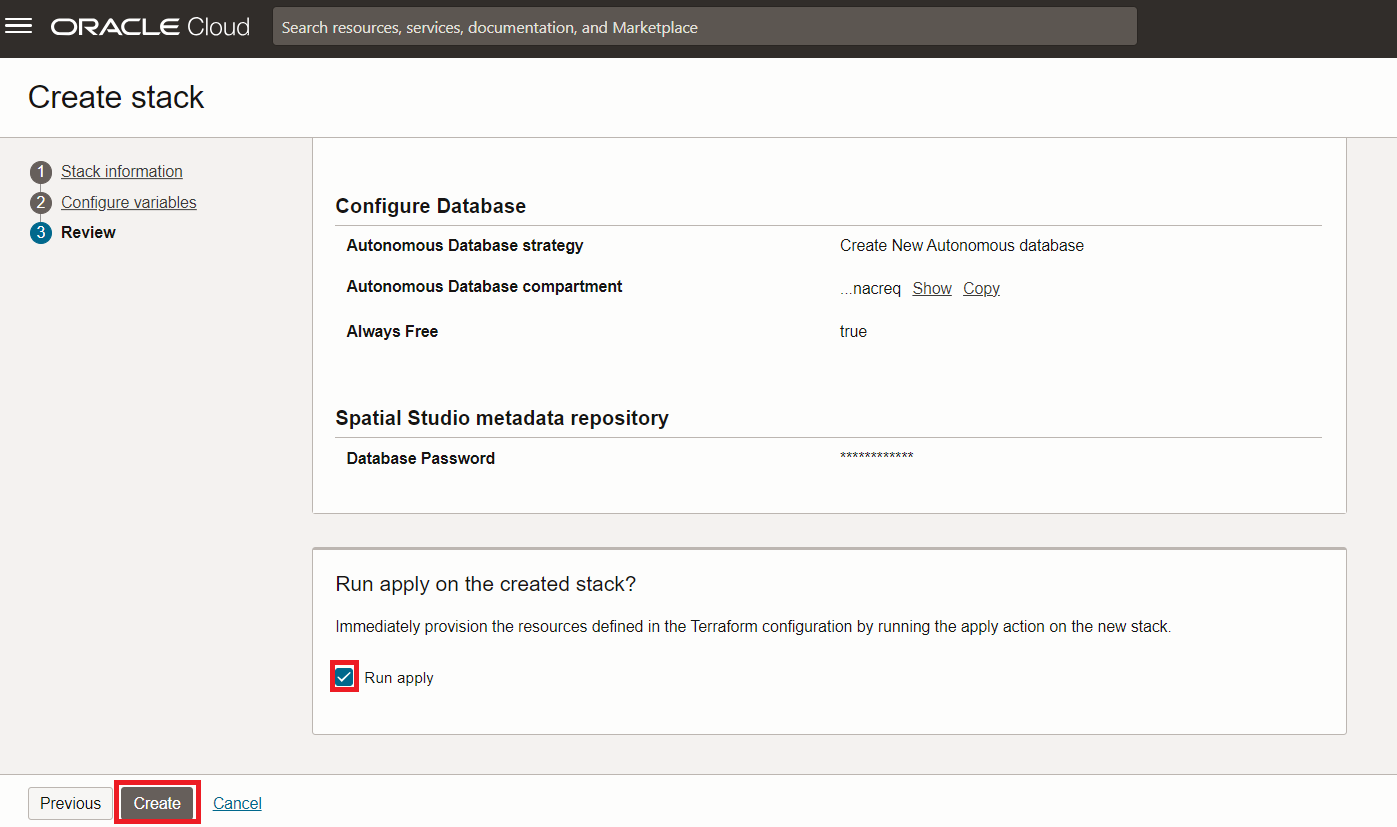 ORACLE Cloud
Search resources, services, documentation, and Marketplace
Create stack
1 Stack information
2 Configure variables
3 Review
Configure Database
Autonomous Database strategy Create New Autonomous database
Autonomous Database compartment ...nacreq Show Copy
Always Free true
Spatial Studio metadata repository
Database Password ************
Run apply on the created stack?
Immediately provision the resources defined in the Terraform configuration by running the apply action on the new stack.
Run apply
Previous Create Cancel